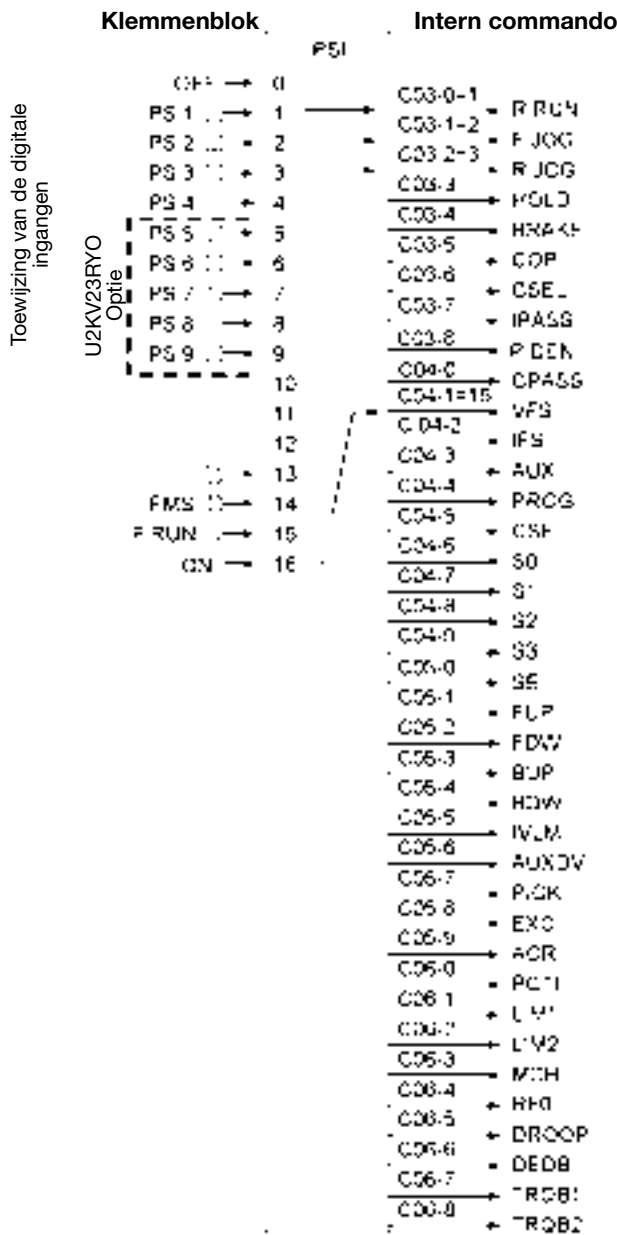 Klemmenblok
Intern commando
PSI
Toewijzing van de digitale
ingangen
U2KV23RYO
Optie
OFF 0
PS 1 1
PS 2 2
PS 3 3
PS 4 4
PS 5 5
PS 6 6
PS 7 7
PS 8 8
PS 9 9
10
11
12
13
EMS 14
F RUN 15
ON 16
C03-0=1 R RUN
C03-1=2 F JOG
C03-2=3 R JOG
C03-3 HOLD
C03-4 BRAKE
C03-5 COP
C03-6 CSEL
C03-7 IPASS
C03-8 PIDEN
C04-0 CPASS
C04-1=16 VFS
C04-2 IFS
C04-3 AUX
C04-4 PROG
C04-5 CSF
C04-6 S0
C04-7 S1
C04-8 S2
C04-9 S3
C05-0 SE
C05-1 FUP
C05-2 FDW
C05-3 BUP
C05-4 BDW
C05-5 IVLM
C05-6 AUXDV
C05-7 PICK
C05-8 EXC
C05-9 ACR
C06-0 PCTL
C06-1 LIM1
C06-2 LIM2
C06-3 MCH
C06-4 RF0
C06-5 DROOP
C06-6 DEDB
C06-7 TRQB1
C06-8 TRQB2